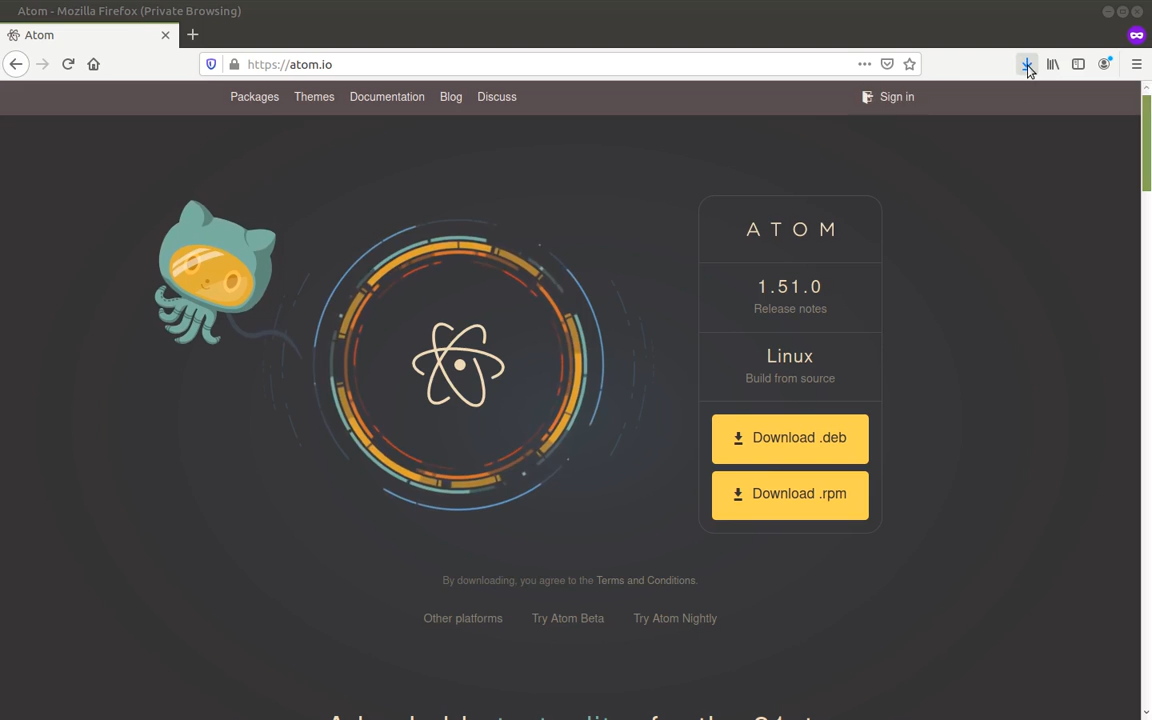 Atom - Mozilla Firefox (Private Browsing)
Atom
https://atom.io
Packages Themes Documentation Blog Discuss Sign in
ATOM
1.51.0
Release notes
Linux
Build from source
Download .deb
Download .rpm
By downloading, you agree to the Terms and Conditions.
Other platforms Try Atom Beta Try Atom Nightly